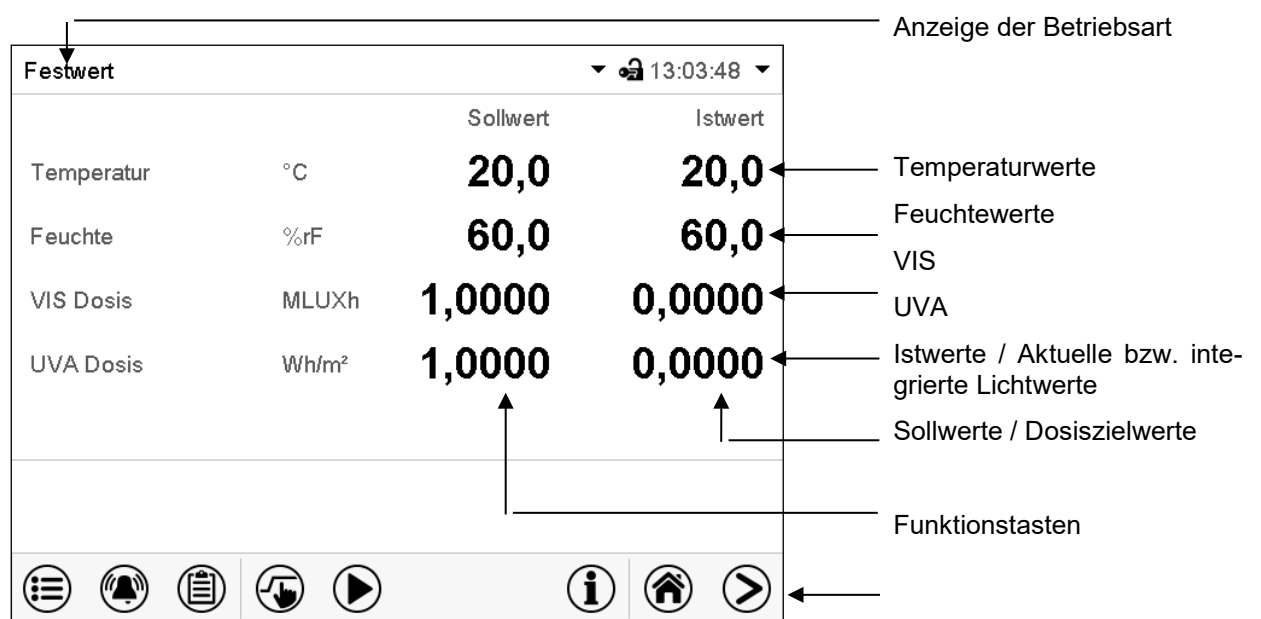 Anzeige der Betriebsart
Festwert 13:03:48
Sollwert Istwert
Temperatur °C 20,0 20,0
Temperaturwerte
Feuchte %rF 60,0 60,0
Feuchtewerte
VIS
VIS Dosis MLUXh 1,0000 0,0000
UVA
UVA Dosis Wh/m² 1,0000 0,0000
Istwerte / Aktuelle bzw. inte-
grierte Lichtwerte
Sollwerte / Dosiszielwerte
Funktionstasten